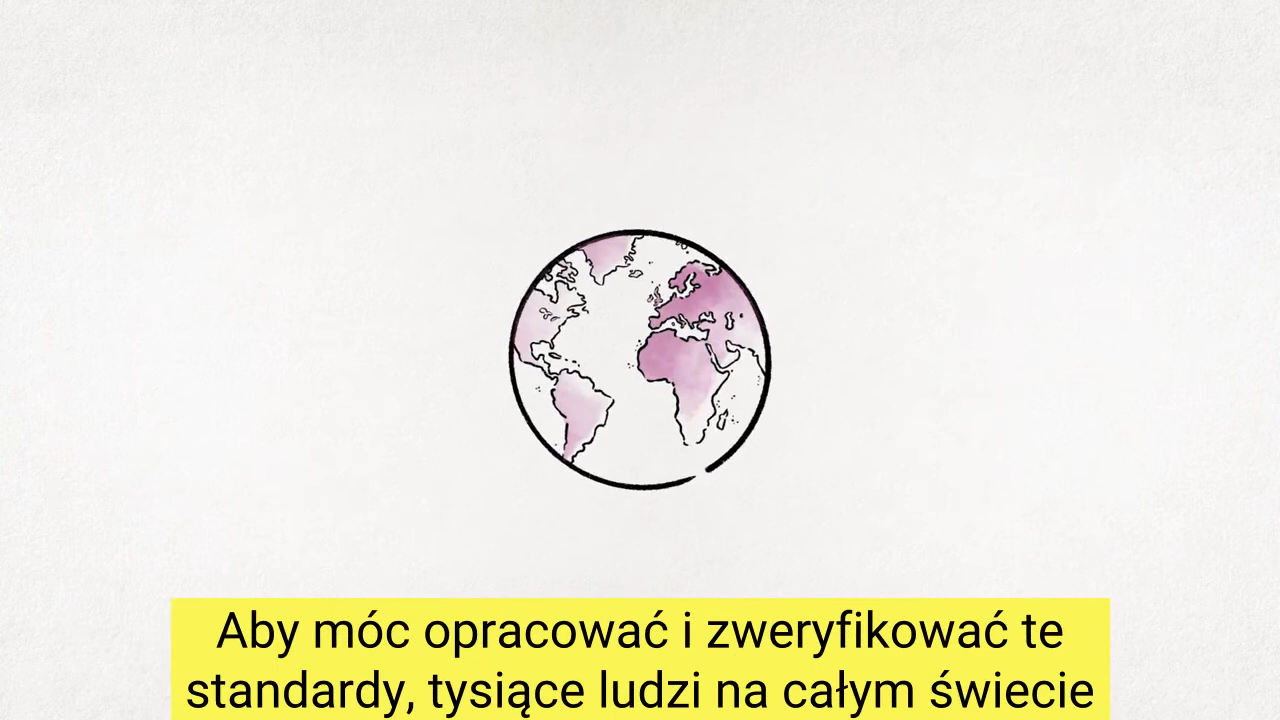 Aby móc opracować i zweryfikować te
standardy, tysiące ludzi na całym świecie